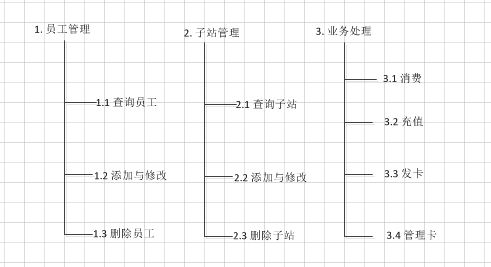 1. 员工管理
1.1 查询员工
1.2 添加与修改
1.3 删除员工
2. 子站管理
2.1 查询子站
2.2 添加与修改
2.3 删除子站
3. 业务处理
3.1 消费
3.2 充值
3.3 发卡
3.4 管理卡